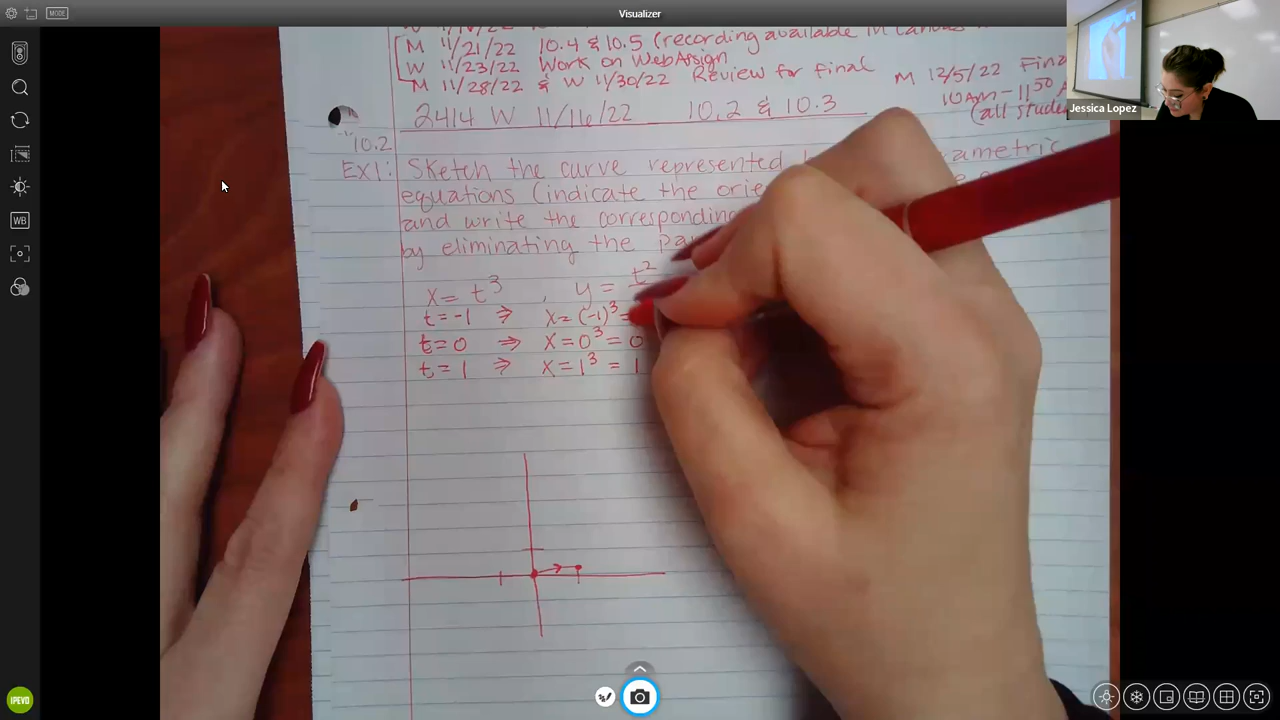 MODE
Visualizer
M 11/21/22 10.4 & 10.5 (recording available in Canvas
W 11/23/22 Work on WebAssign
M 11/28/22 & W 11/30/22 Review for final
M 12/5/22 Fina
10AM-11:50 A
(all stude
Jessica Lopez
2414 W 11/16/22 10.2 & 10.3
10.2
EX1: Sketch the curve represented ametric
equations (indicate the orie
and write the corresponding
by eliminating the pa
x = t³ , y = t²
t = -1 ⇒ x = (-1)³ =
t = 0 ⇒ x = 0³ = 0
t = 1 ⇒ x = 1³ = 1
WB
IPEVO